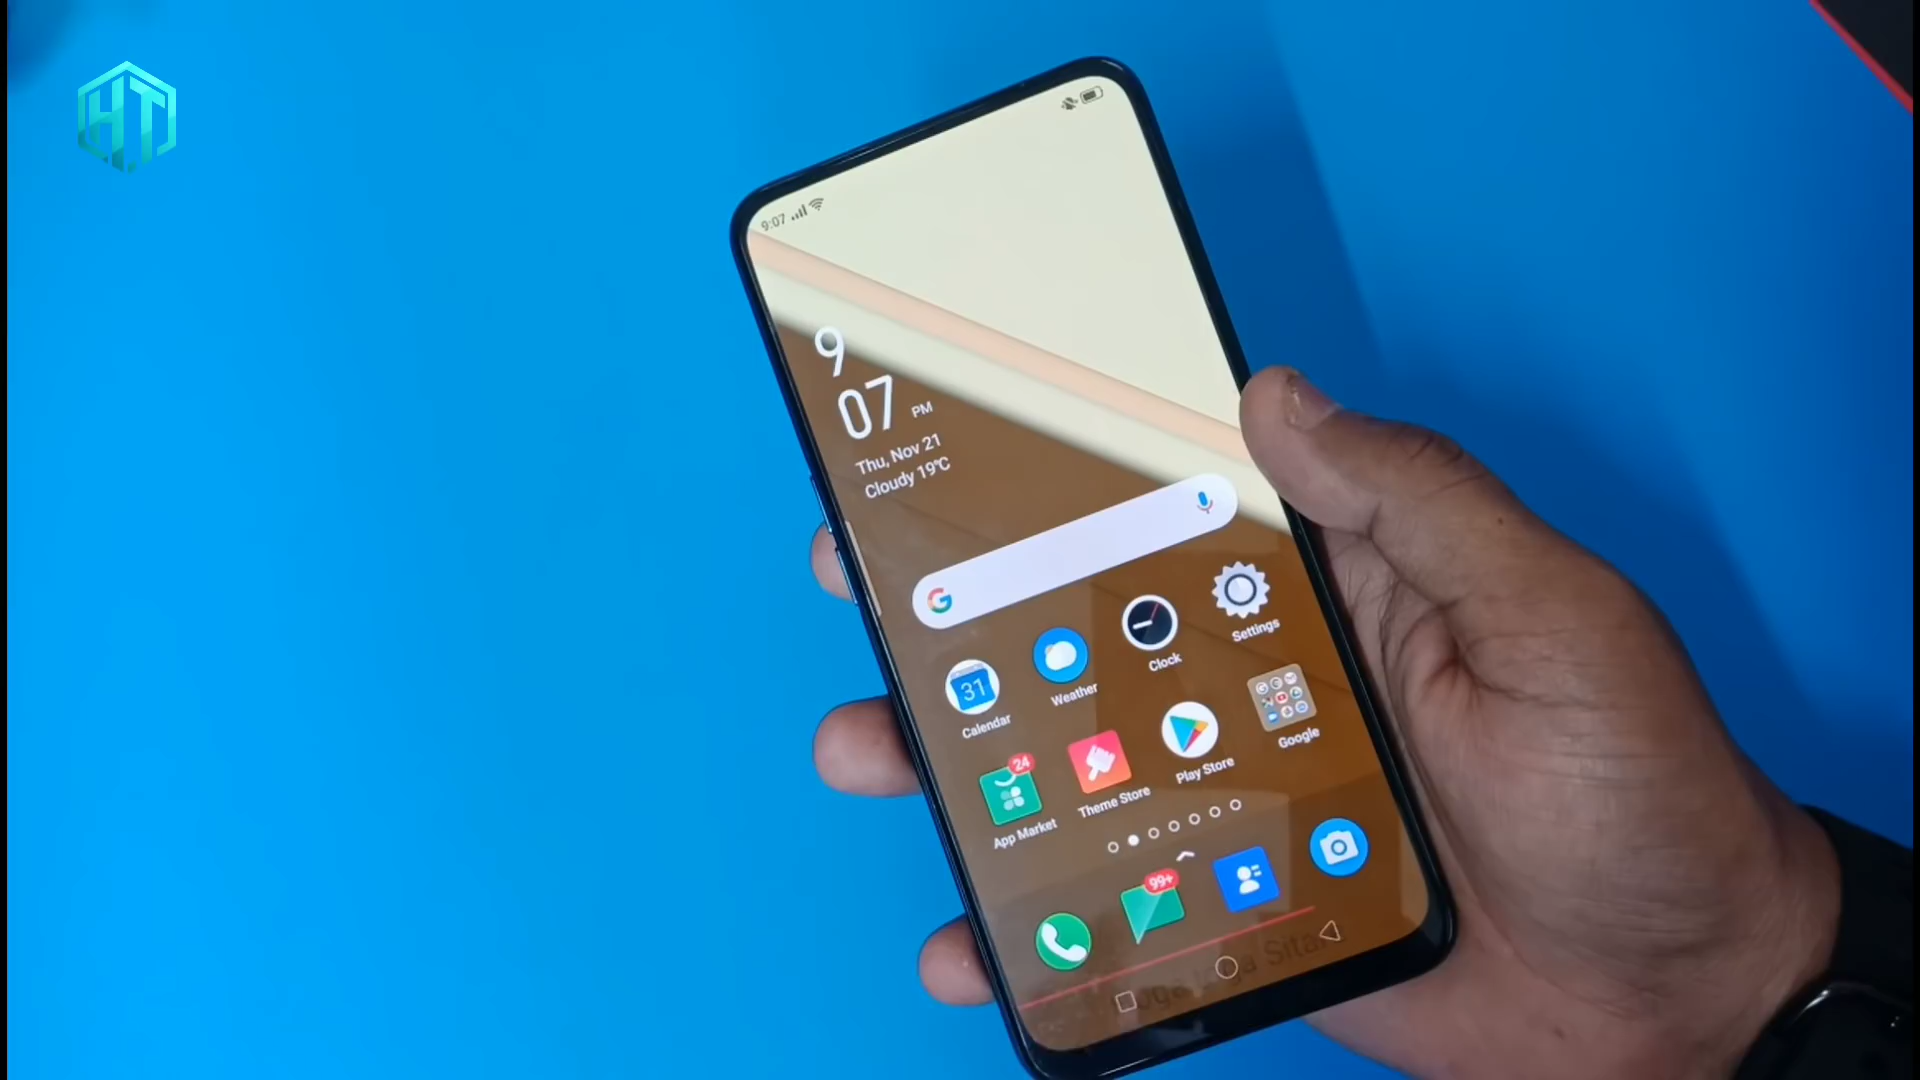 HT
9:07
9
07 PM
Thu, Nov 21
Cloudy 19°C
G
31
Calendar
Weather
Clock
Settings
24
App Market
Theme Store
Play Store
Google
99+